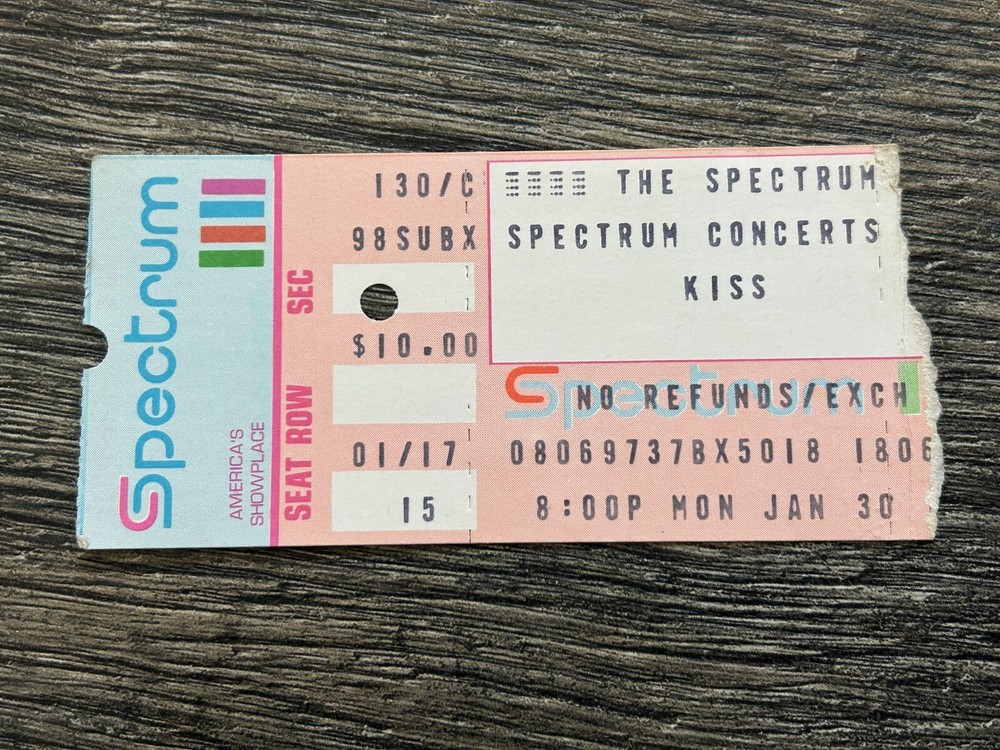 Spectrum
AMERICA'S
SHOWPLACE
SEC
SEAT ROW
130/C
98SUBX
$10.00
01/17
15
THE SPECTRUM
SPECTRUM CONCERTS
KISS
Spectrum
NO REFUNDS/EXCH
08069737BX5018 1806
8:00P MON JAN 30